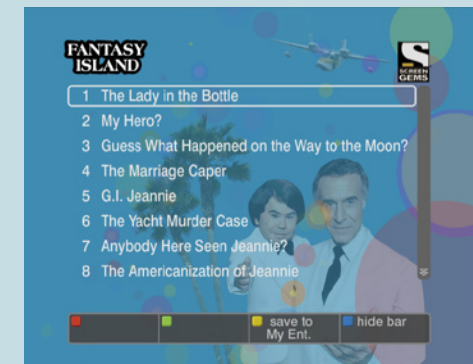 FANTASY
ISLAND
SCREEN
GEMS
1 The Lady in the Bottle
2 My Hero?
3 Guess What Happened on the Way to the Moon?
4 The Marriage Caper
5 G.I. Jeannie
6 The Yacht Murder Case
7 Anybody Here Seen Jeannie?
8 The Americanization of Jeannie
save to
My Ent.
hide bar